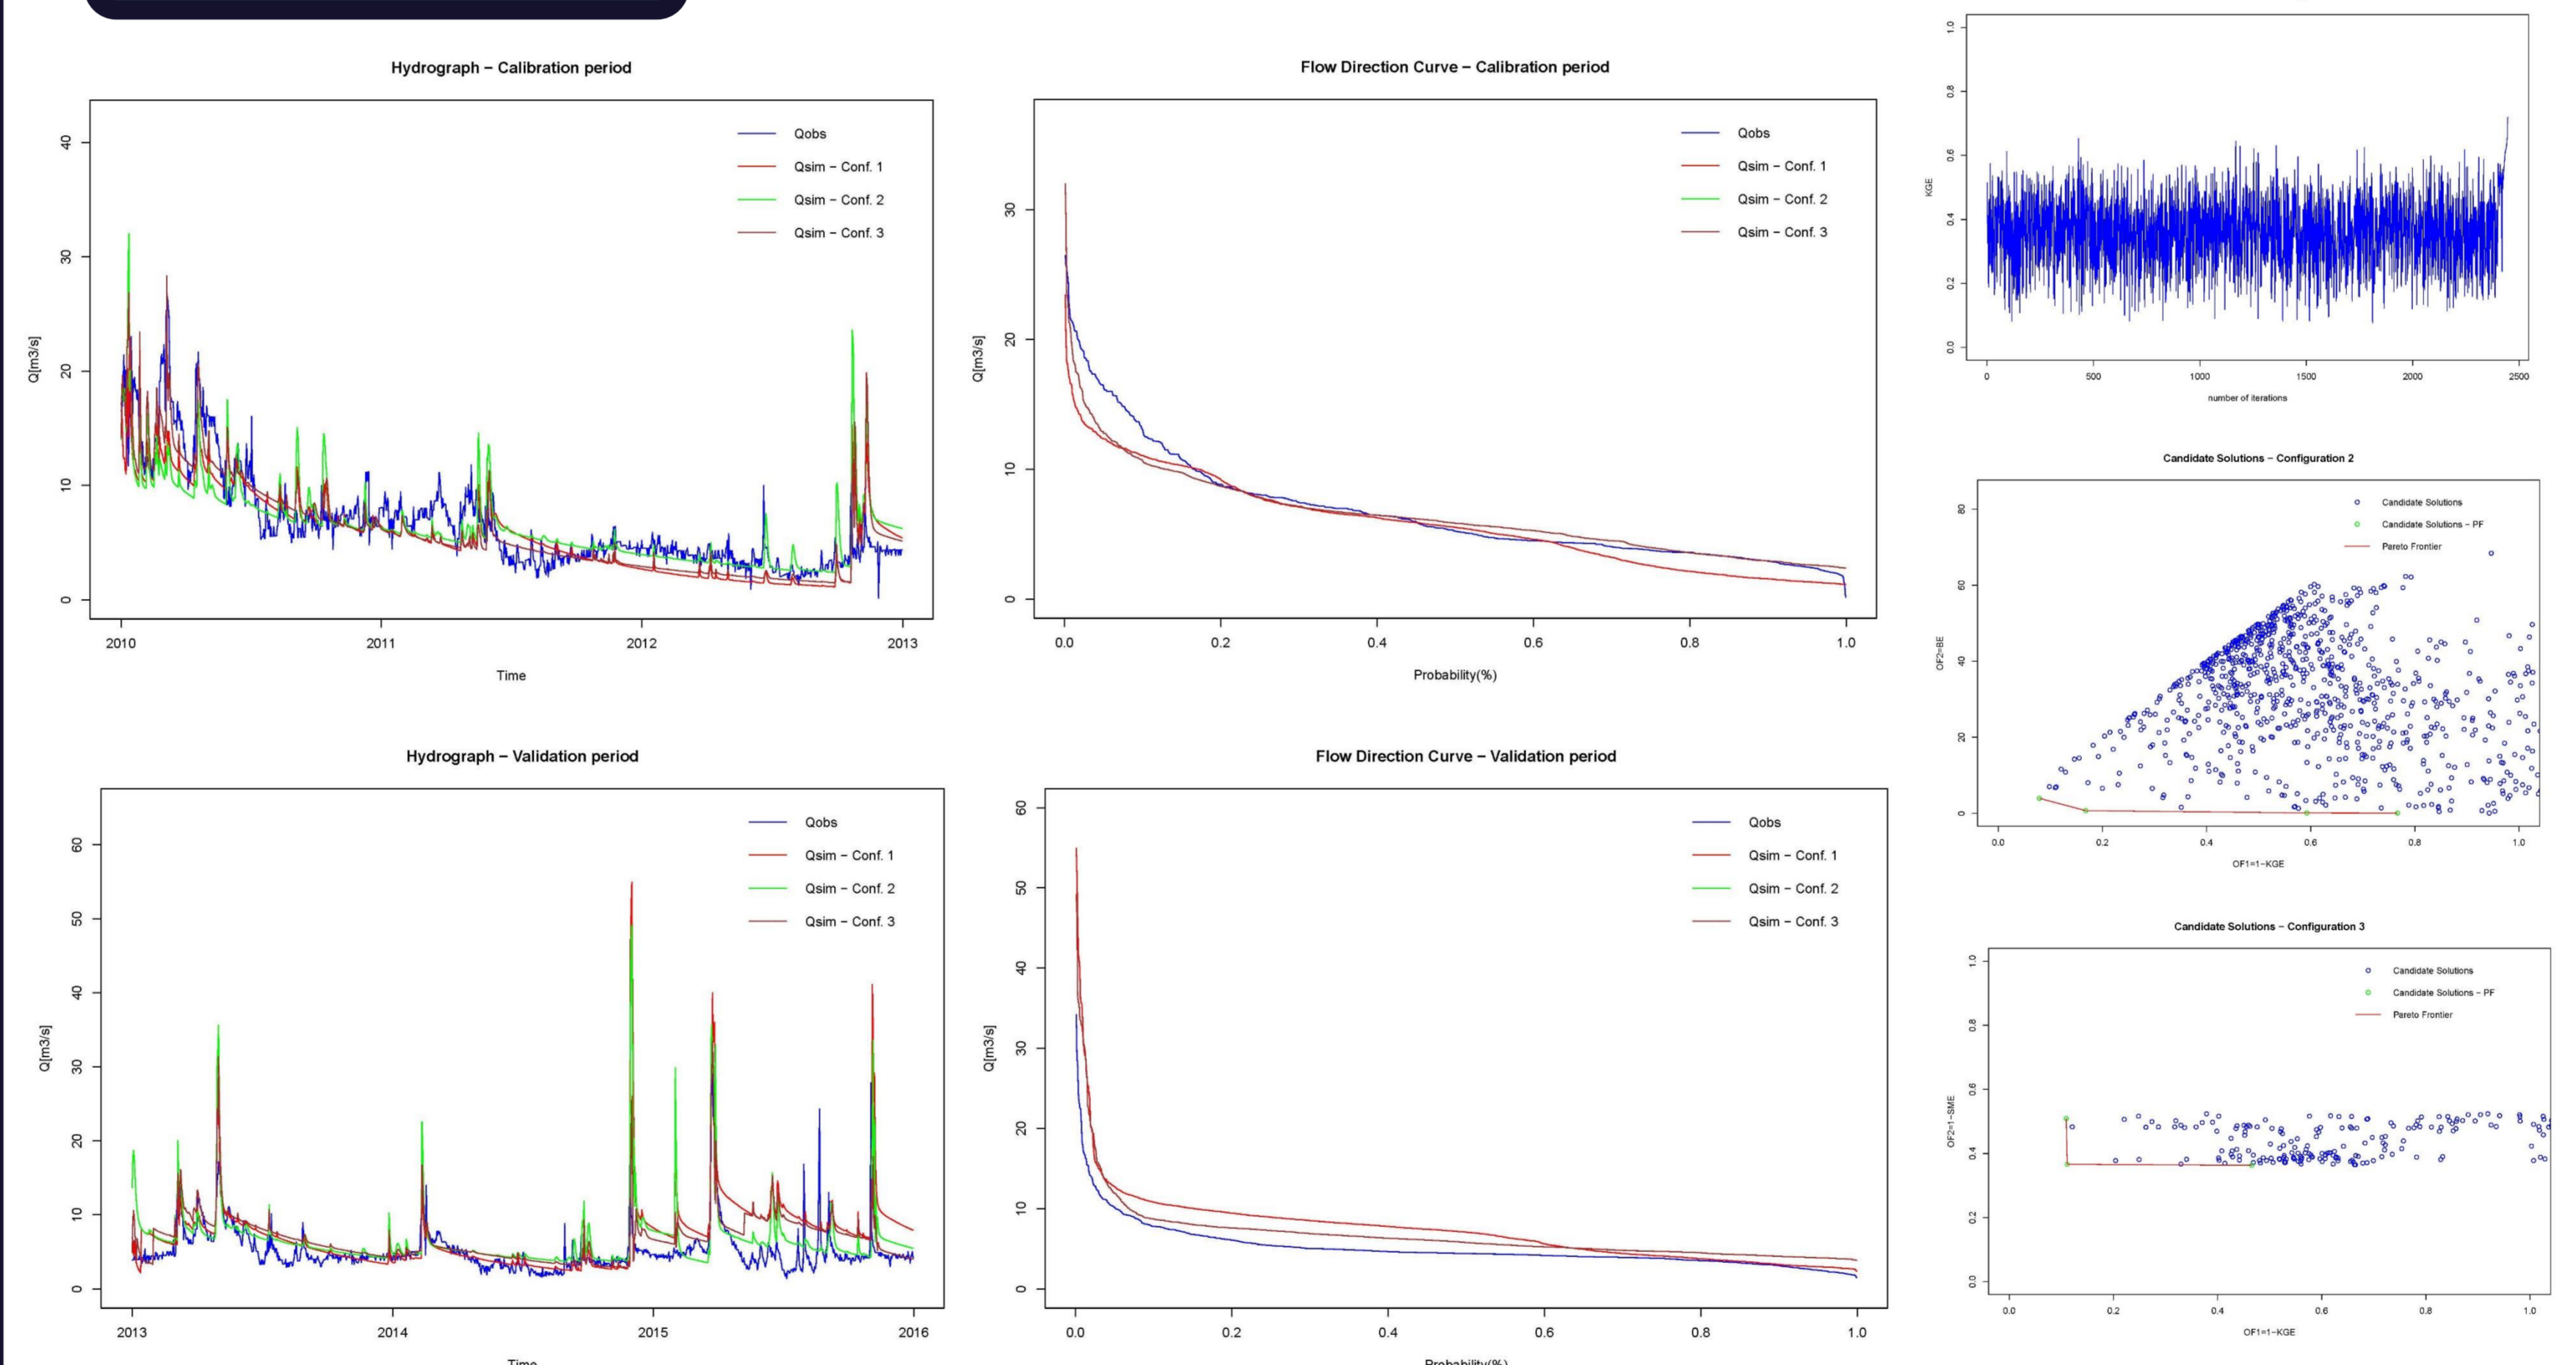 Hydrograph – Calibration period
Q[m3/s]
40
30
20
10
0
Qobs
Qsim – Conf. 1
Qsim – Conf. 2
Qsim – Conf. 3
2010
2011
2012
2013
Time
Flow Direction Curve – Calibration period
Q[m3/s]
30
20
10
0
Qobs
Qsim – Conf. 1
Qsim – Conf. 2
Qsim – Conf. 3
0.0
0.2
0.4
0.6
0.8
1.0
Probability(%)
KGE
1.0
0.8
0.6
0.4
0.2
0.0
0
500
1000
1500
2000
2500
number of iterations
Candidate Solutions – Configuration 2
OF2=BE
80
60
40
20
0
Candidate Solutions
Candidate Solutions – PF
Pareto Frontier
0.0
0.2
0.4
0.6
0.8
1.0
OF1=1–KGE
Hydrograph – Validation period
Q[m3/s]
60
50
40
30
20
10
0
Qobs
Qsim – Conf. 1
Qsim – Conf. 2
Qsim – Conf. 3
2013
2014
2015
2016
Time
Flow Direction Curve – Validation period
Q[m3/s]
60
50
40
30
20
10
0
Qobs
Qsim – Conf. 1
Qsim – Conf. 2
Qsim – Conf. 3
0.0
0.2
0.4
0.6
0.8
1.0
Probability(%)
Candidate Solutions – Configuration 3
OF2=1–SME
1.0
0.8
0.6
0.4
0.2
0.0
Candidate Solutions
Candidate Solutions – PF
Pareto Frontier
0.0
0.2
0.4
0.6
0.8
1.0
OF1=1–KGE